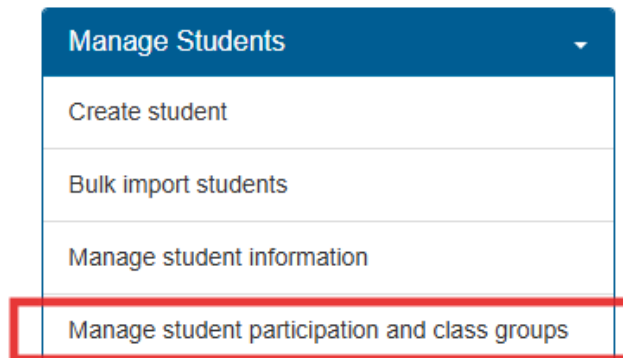 Manage Students
Create student
Bulk import students
Manage student information
Manage student participation and class groups